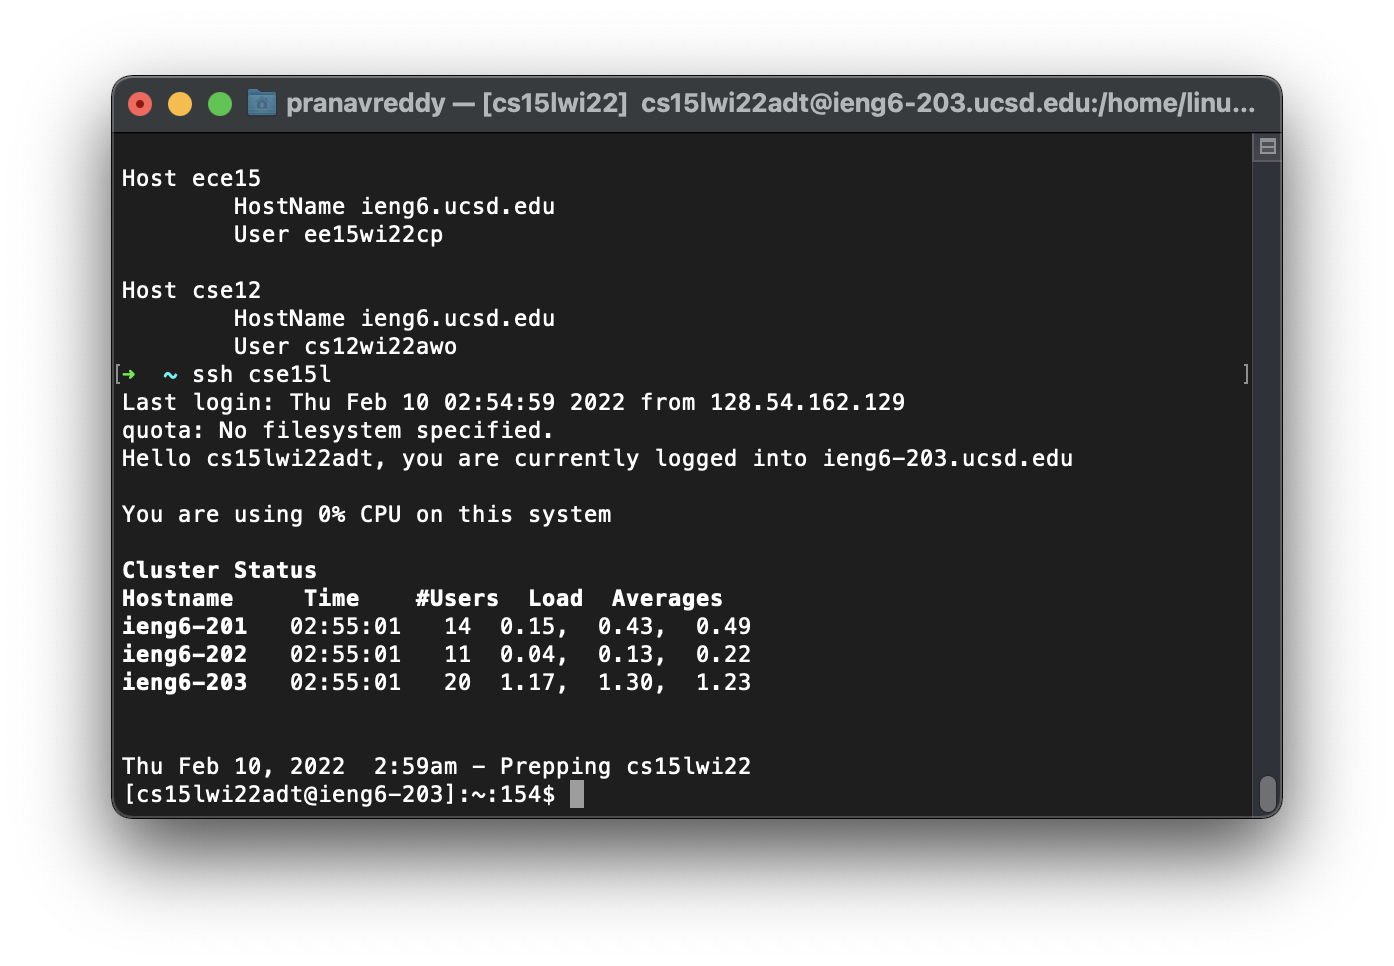 pranavreddy — [cs15lwi22]  cs15lwi22adt@ieng6-203.ucsd.edu:/home/linu...
Host ece15
        HostName ieng6.ucsd.edu
        User ee15wi22cp
Host cse12
        HostName ieng6.ucsd.edu
        User cs12wi22awo
[➜  ~ ssh cse15l ]
Last login: Thu Feb 10 02:54:59 2022 from 128.54.162.129
quota: No filesystem specified.
Hello cs15lwi22adt, you are currently logged into ieng6-203.ucsd.edu
You are using 0% CPU on this system
Cluster Status
Hostname     Time    #Users  Load  Averages
ieng6-201   02:55:01   14  0.15,  0.43,  0.49
ieng6-202   02:55:01   11  0.04,  0.13,  0.22
ieng6-203   02:55:01   20  1.17,  1.30,  1.23
Thu Feb 10, 2022  2:59am - Prepping cs15lwi22
[cs15lwi22adt@ieng6-203]:~:154$